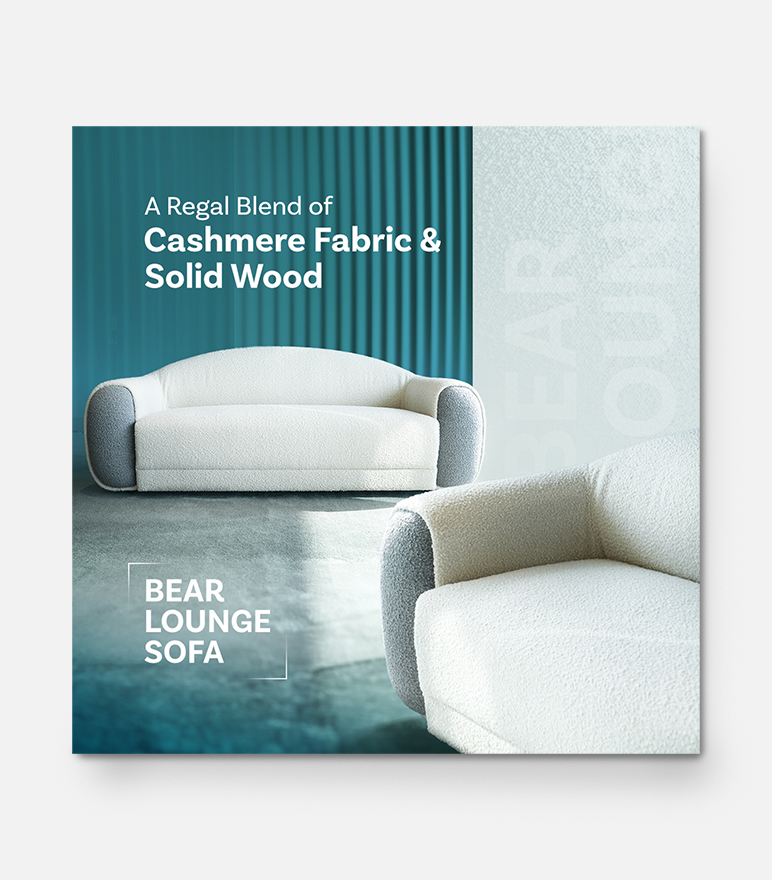 A Regal Blend of
Cashmere Fabric &
Solid Wood
BEAR
LOUNGE
BEAR
LOUNGE
SOFA